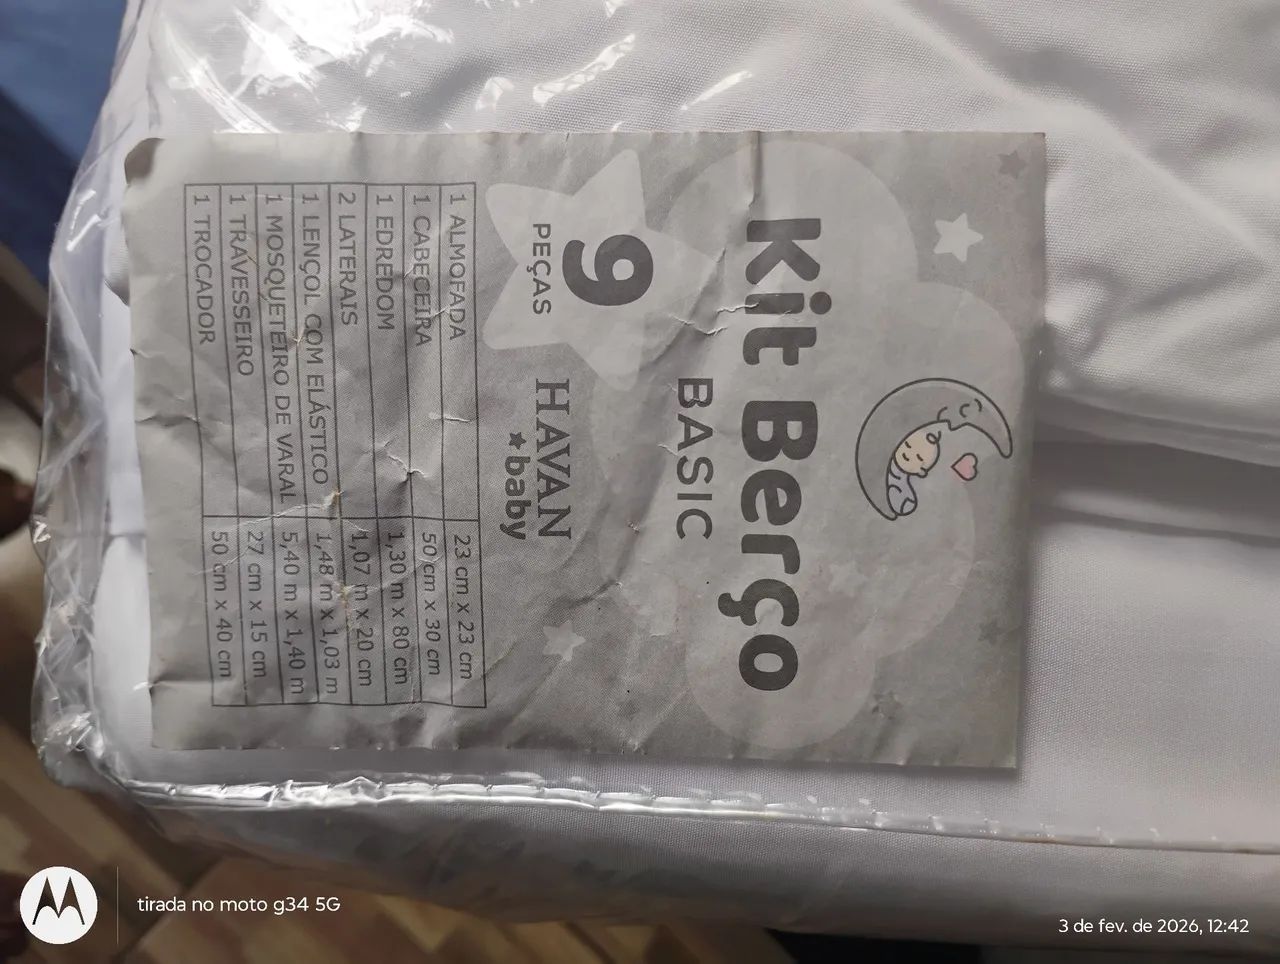 Kit Berço
BASIC
9
PEÇAS
HAVAN
baby
1 ALMOFADA 23 cm x 23 cm
1 CABECEIRA 50 cm x 30 cm
1 EDREDOM 1,30 m x 80 cm
2 LATERAIS 1,07 m x 20 cm
1 LENÇOL COM ELÁSTICO 1,48 m x 1,03 m
1 MOSQUETEIRO DE VARAL 5,40 m x 1,40 m
1 TRAVESSEIRO 27 cm x 15 cm
1 TROCADOR 50 cm x 40 cm
tirada no moto g34 5G
3 de fev. de 2026, 12:42